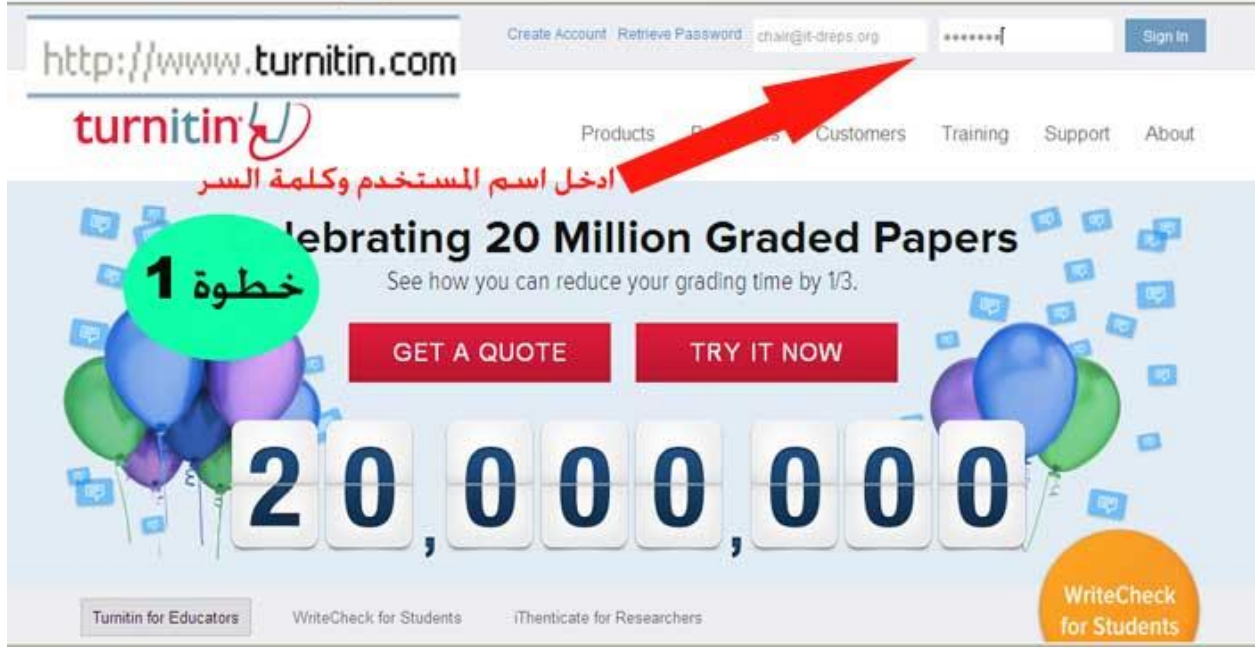 Create Account Retrieve Password chair@it-dreps.org ******* Sign In
http://www.turnitin.com
turnitin
Products Customers Training Support About
ادخل اسم المستخدم وكلمة السر
ebrating 20 Million Graded Papers
خطوة 1
See how you can reduce your grading time by 1/3.
GET A QUOTE TRY IT NOW
20,000,000
WriteCheck
for Students
Turnitin for Educators WriteCheck for Students iThenticate for Researchers